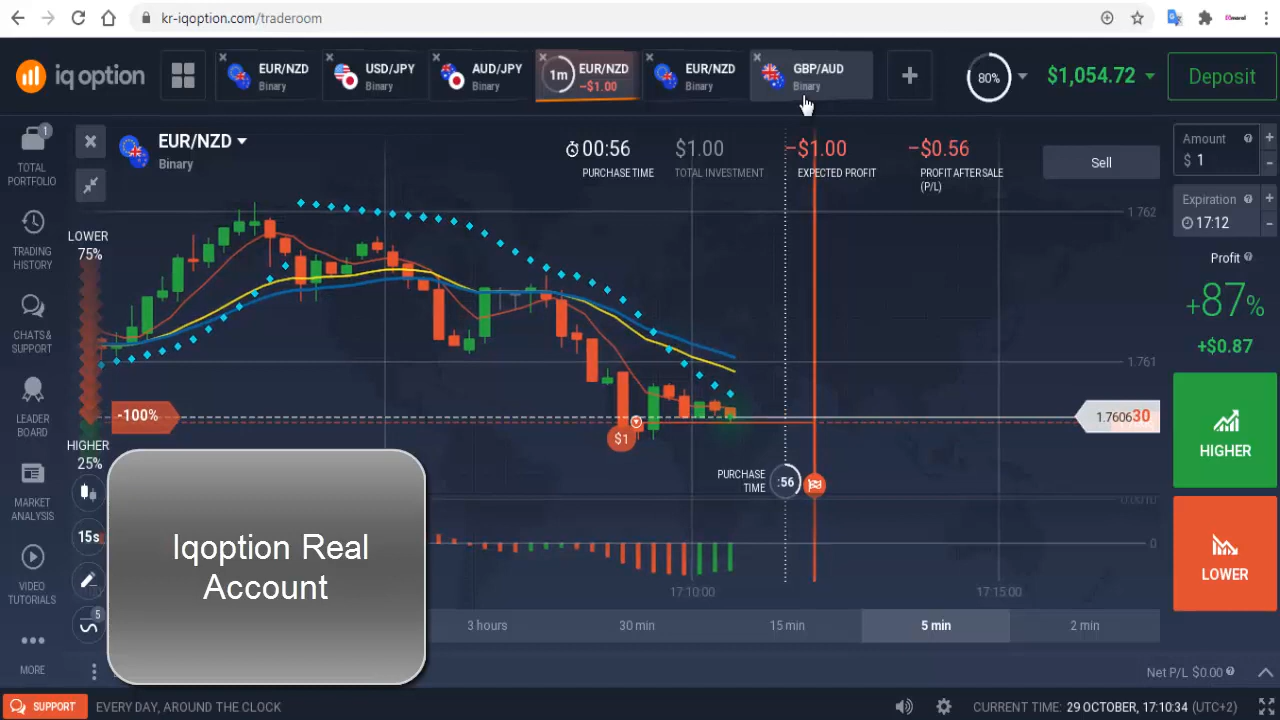 kr-iqoption.com/traderoom
iq option
EUR/NZD
Binary
USD/JPY
Binary
AUD/JPY
Binary
1m
EUR/NZD
−$1.00
EUR/NZD
Binary
GBP/AUD
Binary
80%
$1,054.72
Deposit
1
TOTAL
PORTFOLIO
TRADING
HISTORY
CHATS &
SUPPORT
LEADER
BOARD
MARKET
ANALYSIS
VIDEO
TUTORIALS
MORE
EUR/NZD
Binary
00:56
PURCHASE TIME
$1.00
TOTAL INVESTMENT
−$1.00
EXPECTED PROFIT
−$0.56
PROFIT AFTER SALE
(P/L)
Sell
Amount
$ 1
Expiration
17:12
Profit
+87%
+$0.87
HIGHER
LOWER
LOWER
75%
-100%
HIGHER
25%
15s
5
1.762
1.761
1.760630
$1
PURCHASE
TIME
:56
0.0010
0
17:10:00
17:15:00
Iqoption Real
Account
3 hours
30 min
15 min
5 min
2 min
Net P/L $0.00
SUPPORT
EVERY DAY, AROUND THE CLOCK
CURRENT TIME: 29 OCTOBER, 17:10:34 (UTC+2)